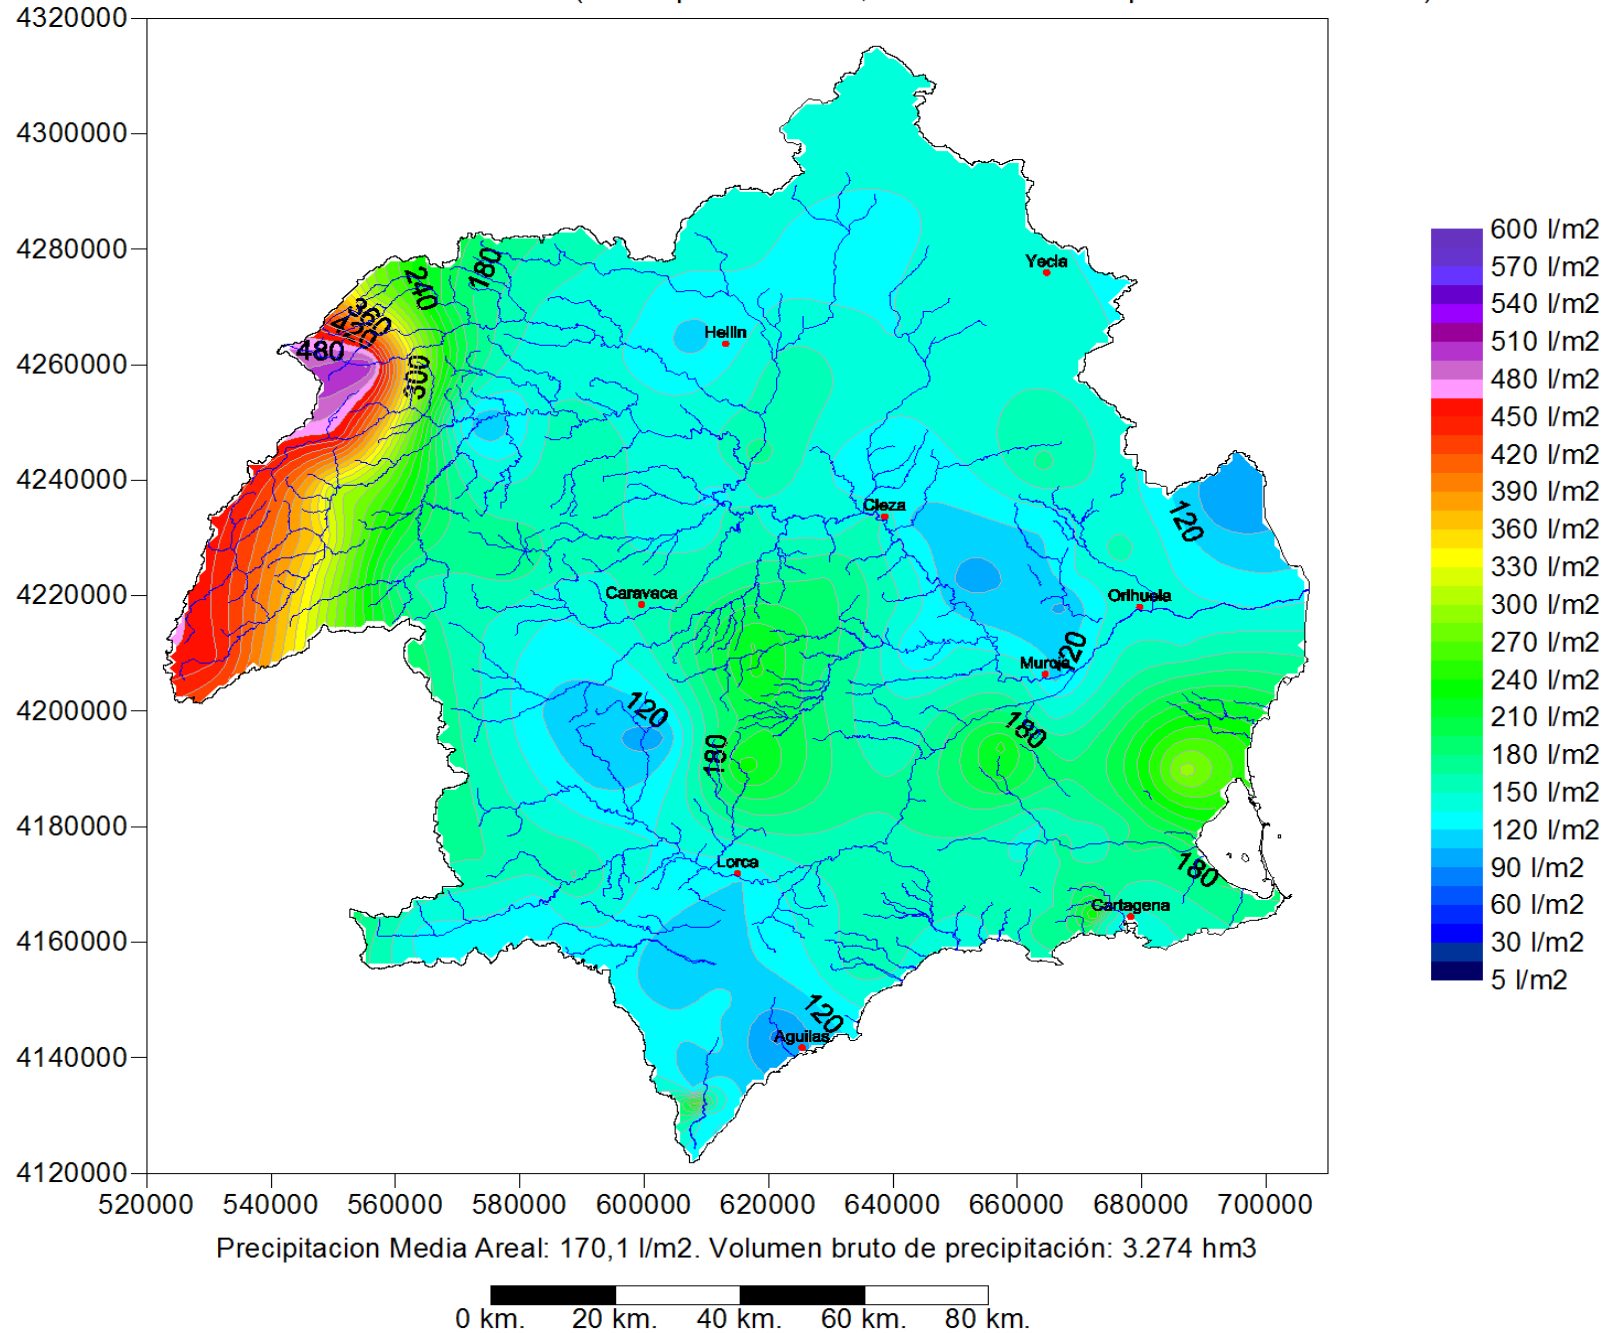 4320000
4300000
4280000
4260000
4240000
4220000
4200000
4180000
4160000
4140000
4120000
520000 540000 560000 580000 600000 620000 640000 660000 680000 700000
180
240
360
420
480
300
Yecla
Hellin
Cieza
120
Caravaca
Orihuela
120
Murcia
120
180
180
Lorca
180
Cartagena
120
Aguilas
600 l/m2
570 l/m2
540 l/m2
510 l/m2
480 l/m2
450 l/m2
420 l/m2
390 l/m2
360 l/m2
330 l/m2
300 l/m2
270 l/m2
240 l/m2
210 l/m2
180 l/m2
150 l/m2
120 l/m2
90 l/m2
60 l/m2
30 l/m2
5 l/m2
Precipitacion Media Areal: 170,1 l/m2. Volumen bruto de precipitación: 3.274 hm3
0 km. 20 km. 40 km. 60 km. 80 km.